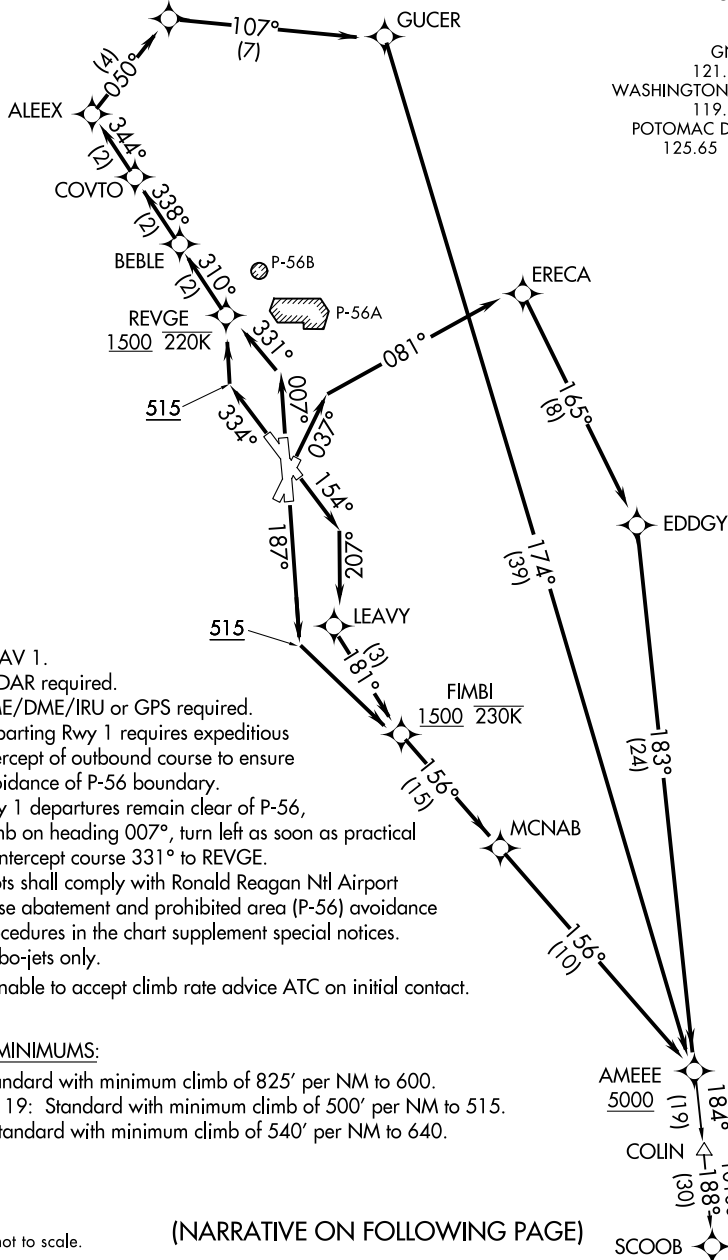 GUCER
107°
(7)
(4)
050°
121.
WASHINGTON
119.
POTOMAC D
125.65
ALEEX
344°
(2)
COVTO
338°
(2)
BEBLE
310°
(2)
P-56B
P-56A
ERECA
REVGE
1500 220K
331°
081°
007°
037°
515
334°
165°
(8)
154°
EDDGY
187°
207°
174°
(39)
LEAVY
515
(3)
181°
FIMBI
1500 230K
AV 1.
DAR required.
ME/DME/IRU or GPS required.
parting Rwy 1 requires expeditious
ercept of outbound course to ensure
oidance of P-56 boundary.
y 1 departures remain clear of P-56,
mb on heading 007°, turn left as soon as practical
ntercept course 331° to REVGE.
ots shall comply with Ronald Reagan Ntl Airport
se abatement and prohibited area (P-56) avoidance
cedures in the chart supplement special notices.
bo-jets only.
nable to accept climb rate advice ATC on initial contact.
183°
(24)
156°
(15)
MCNAB
156°
(10)
MINIMUMS:
andard with minimum climb of 825' per NM to 600.
19: Standard with minimum climb of 500' per NM to 515.
tandard with minimum climb of 540' per NM to 640.
AMEEE
5000
184°
(19)
COLIN
188°
(30)
SCOOB
(NARRATIVE ON FOLLOWING PAGE)
not to scale.